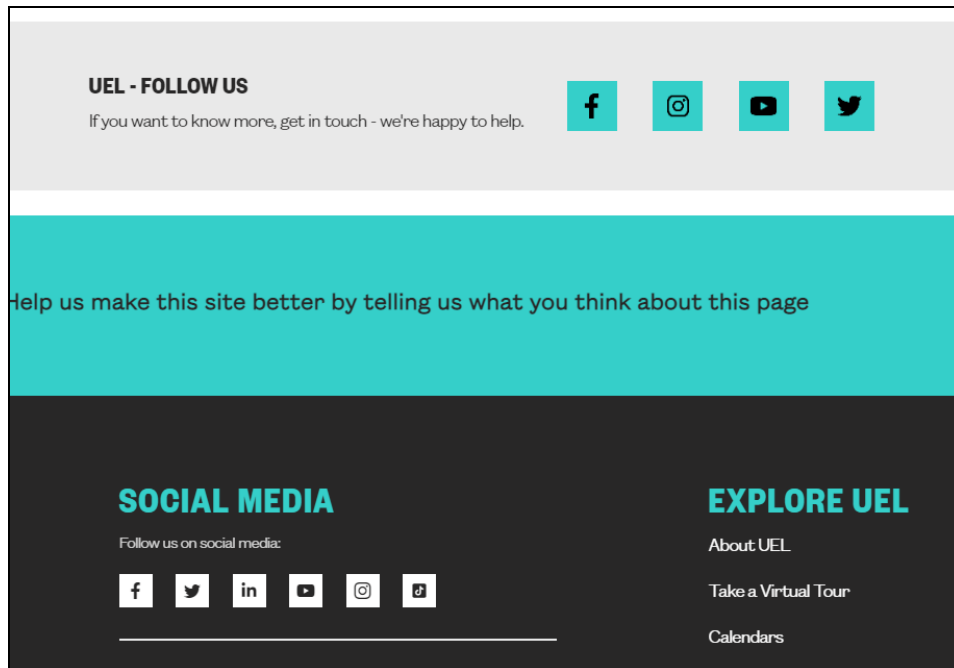 UEL - FOLLOW US
If you want to know more, get in touch - we're happy to help.
Help us make this site better by telling us what you think about this page
SOCIAL MEDIA
Follow us on social media:
EXPLORE UEL
About UEL
Take a Virtual Tour
Calendars